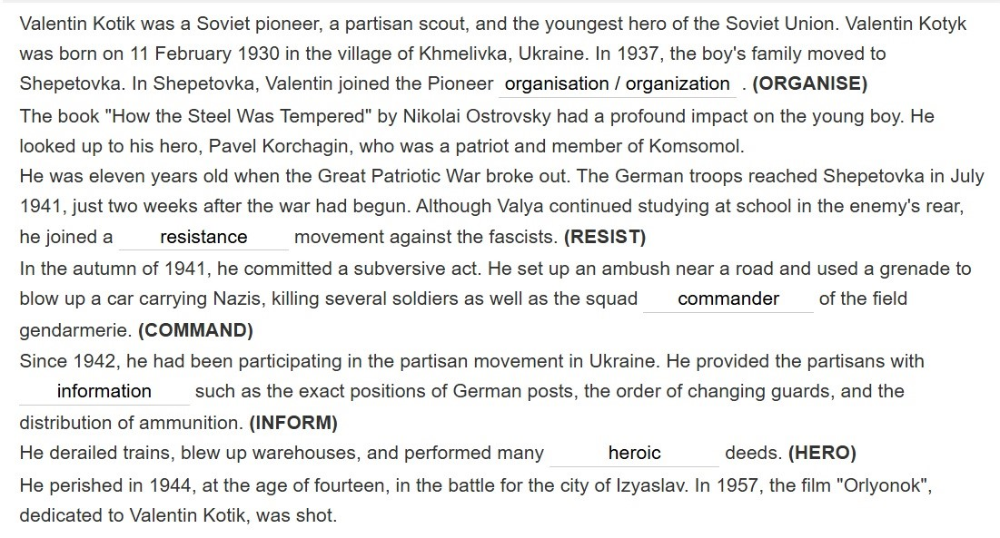 Valentin Kotik was a Soviet pioneer, a partisan scout, and the youngest hero of the Soviet Union. Valentin Kotyk
was born on 11 February 1930 in the village of Khmelivka, Ukraine. In 1937, the boy's family moved to
Shepetovka. In Shepetovka, Valentin joined the Pioneer organisation / organization . (ORGANISE)
The book "How the Steel Was Tempered" by Nikolai Ostrovsky had a profound impact on the young boy. He
looked up to his hero, Pavel Korchagin, who was a patriot and member of Komsomol.
He was eleven years old when the Great Patriotic War broke out. The German troops reached Shepetovka in July
1941, just two weeks after the war had begun. Although Valya continued studying at school in the enemy's rear,
he joined a resistance movement against the fascists. (RESIST)
In the autumn of 1941, he committed a subversive act. He set up an ambush near a road and used a grenade to
blow up a car carrying Nazis, killing several soldiers as well as the squad commander of the field
gendarmerie. (COMMAND)
Since 1942, he had been participating in the partisan movement in Ukraine. He provided the partisans with
information such as the exact positions of German posts, the order of changing guards, and the
distribution of ammunition. (INFORM)
He derailed trains, blew up warehouses, and performed many heroic deeds. (HERO)
He perished in 1944, at the age of fourteen, in the battle for the city of Izyaslav. In 1957, the film "Orlyonok",
dedicated to Valentin Kotik, was shot.